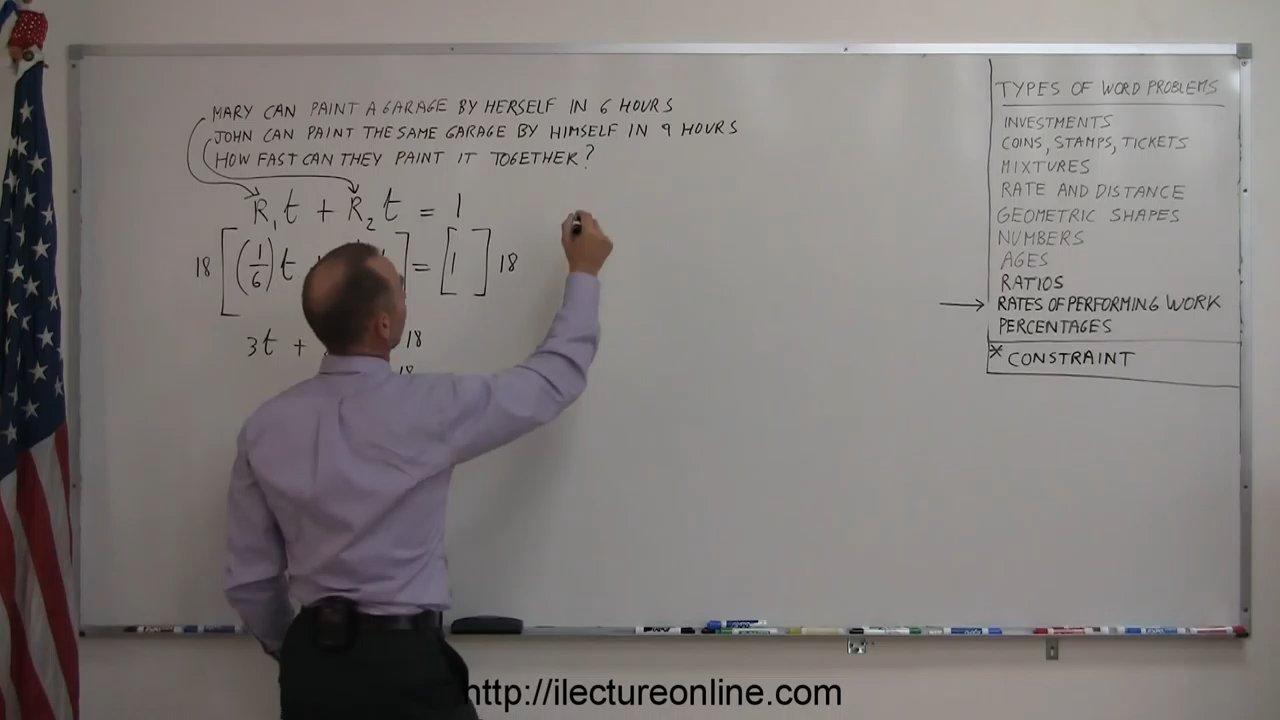 MARY CAN PAINT A GARAGE BY HERSELF IN 6 HOURS
JOHN CAN PAINT THE SAME GARAGE BY HIMSELF IN 9 HOURS
HOW FAST CAN THEY PAINT IT TOGETHER?
R₁t + R₂t = 1
18 [(1/6)t ] = [1] 18
3t + 18
18
TYPES OF WORD PROBLEMS
INVESTMENTS
COINS, STAMPS, TICKETS
MIXTURES
RATE AND DISTANCE
GEOMETRIC SHAPES
NUMBERS
AGES
RATIOS
→ RATES OF PERFORMING WORK
PERCENTAGES
* CONSTRAINT
http://ilectureonline.com